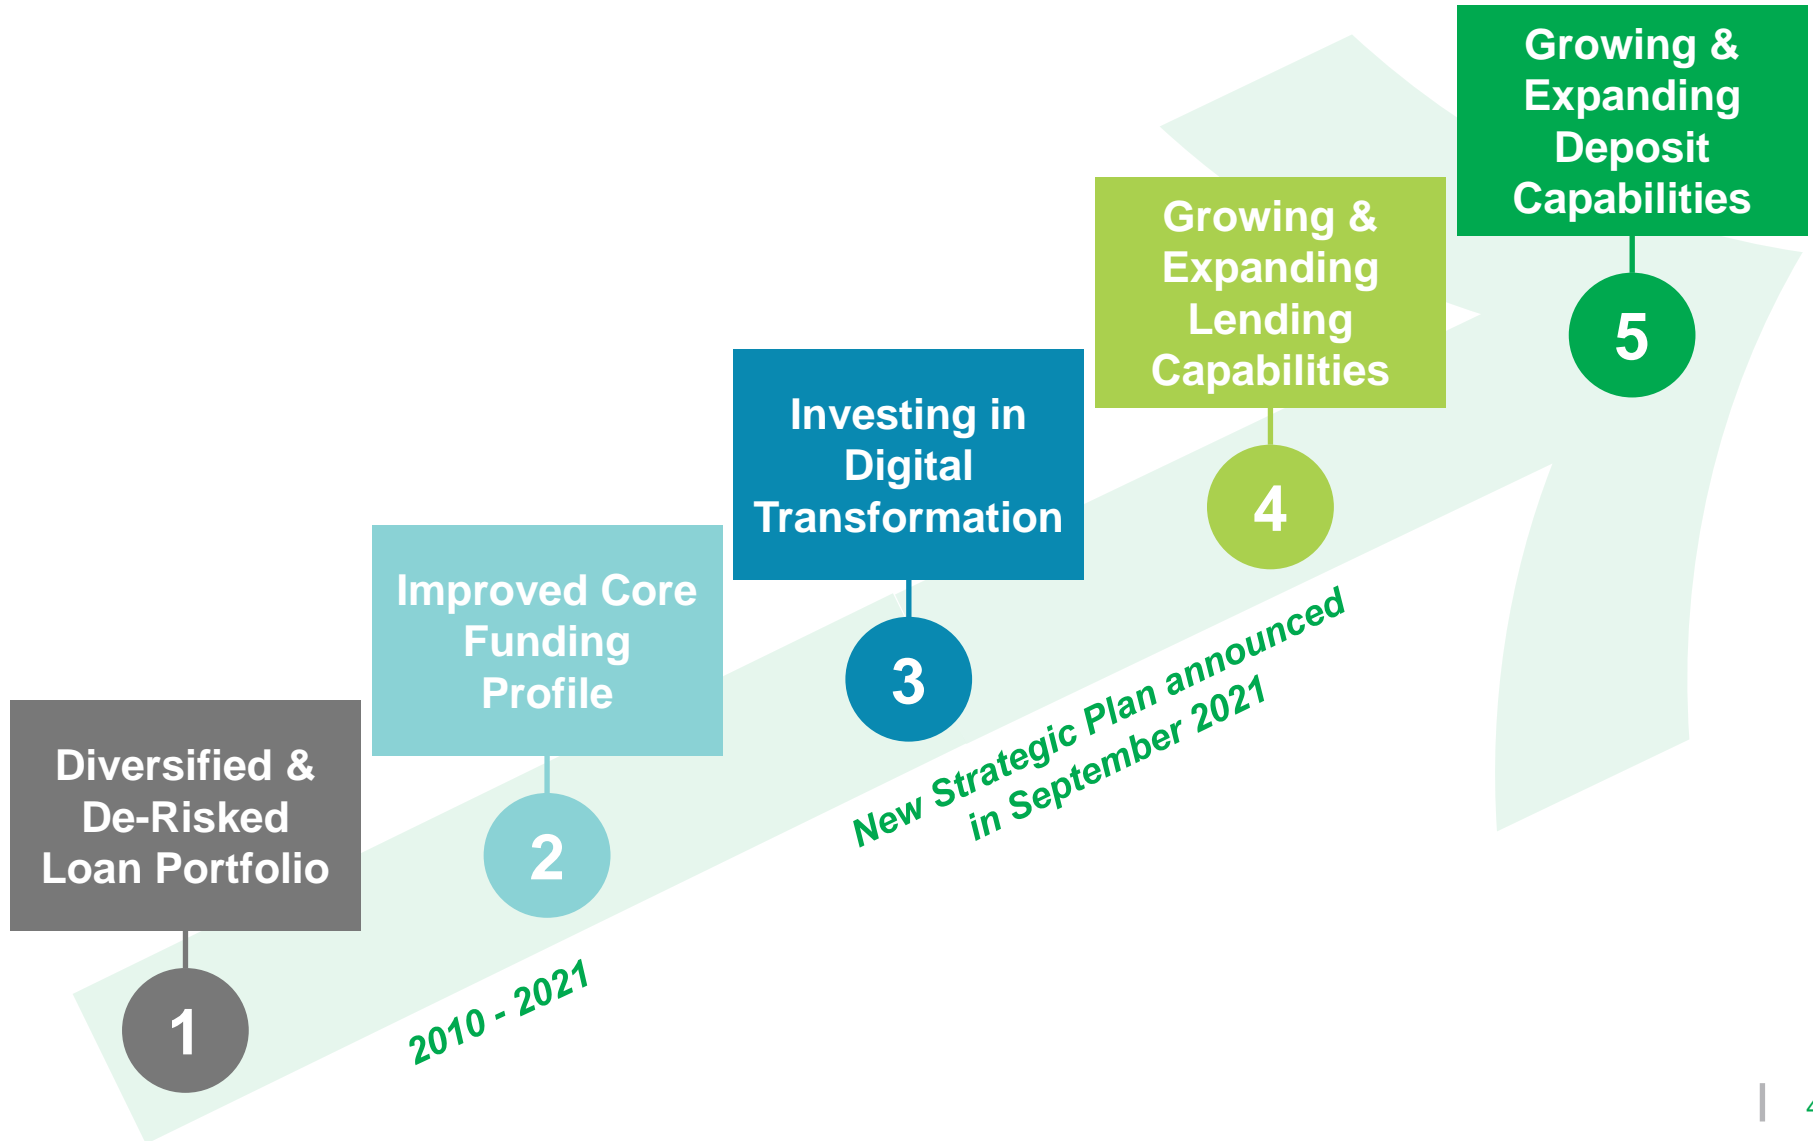 Growing &
Expanding
Deposit
Capabilities
5
Growing &
Expanding
Lending
Capabilities
4
Investing in
Digital
Transformation
3
Improved Core
Funding
Profile
2
Diversified &
De-Risked
Loan Portfolio
1
2010 - 2021
New Strategic Plan announced
in September 2021
4